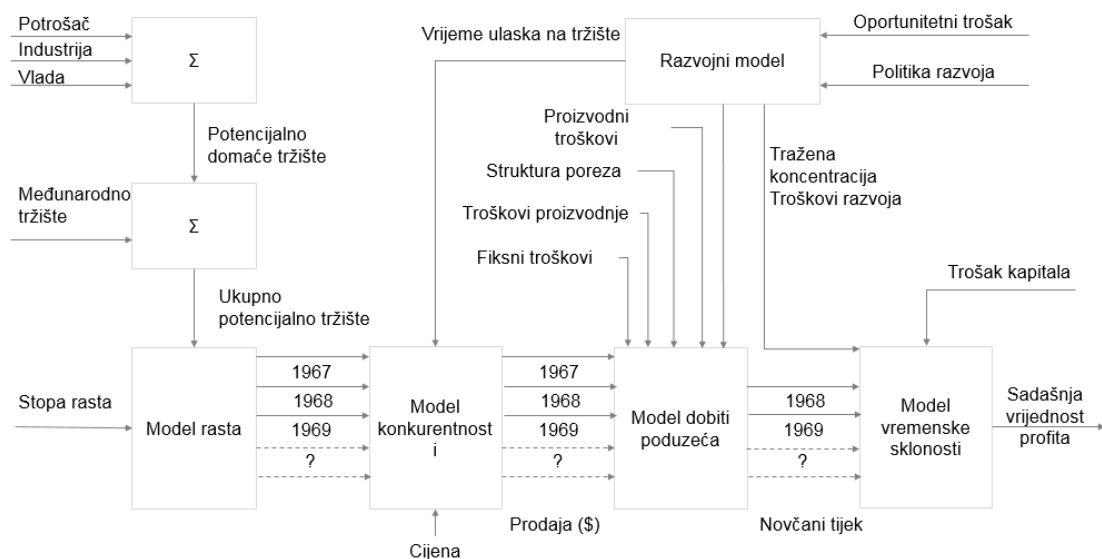 Potrošač
Industrija
Vlada
Σ
Vrijeme ulaska na tržište
Razvojni model
Oportunitetni trošak
Politika razvoja
Potencijalno
domaće tržište
Proizvodni
troškovi
Struktura poreza
Troškovi proizvodnje
Fiksni troškovi
Tražena
koncentracija
Troškovi razvoja
Međunarodno
tržište
Σ
Trošak kapitala
Ukupno
potencijalno tržište
Stopa rasta
Model rasta
1967
1968
1969
?
Model
konkurentnost
i
1967
1968
1969
?
Model dobiti
poduzeća
1968
1969
?
Model
vremenske
sklonosti
Sadašnja
vrijednost
profita
Cijena
Prodaja ($)
Novčani tijek